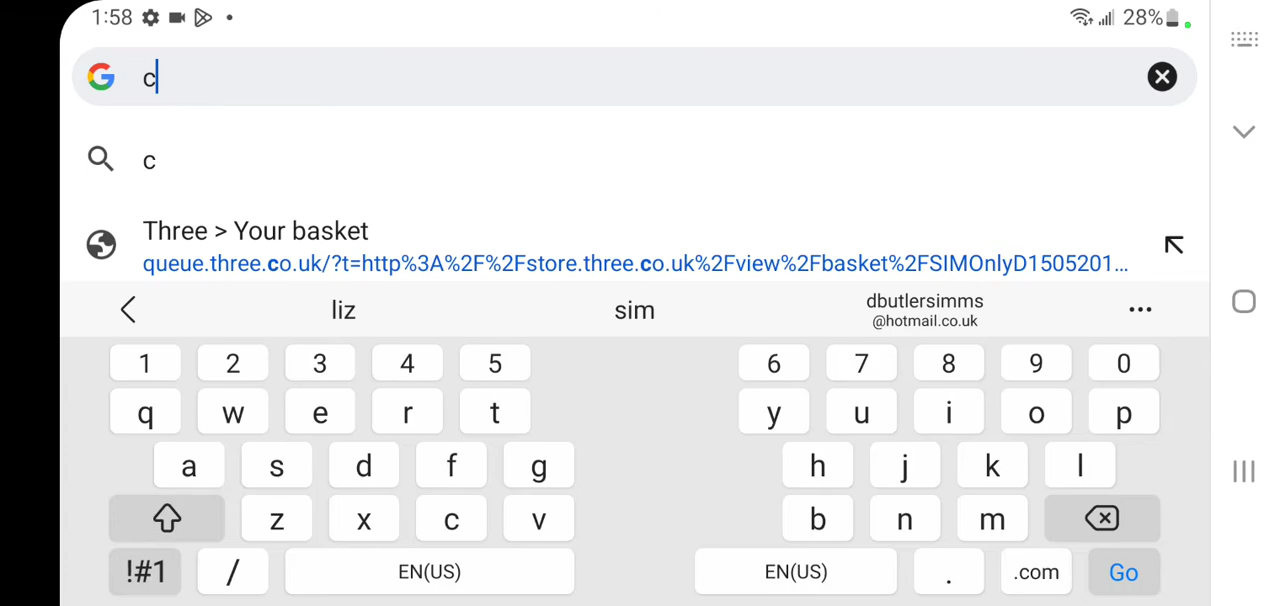 1:58 28%
c
c
Three > Your basket
queue.three.co.uk/?t=http%3A%2F%2Fstore.three.co.uk%2Fview%2Fbasket%2FSIMOnlyD1505201...
liz sim dbutlersimms
@hotmail.co.uk
1 2 3 4 5 6 7 8 9 0
q w e r t y u i o p
a s d f g h j k l
z x c v b n m
!#1 / EN(US) EN(US) . .com Go